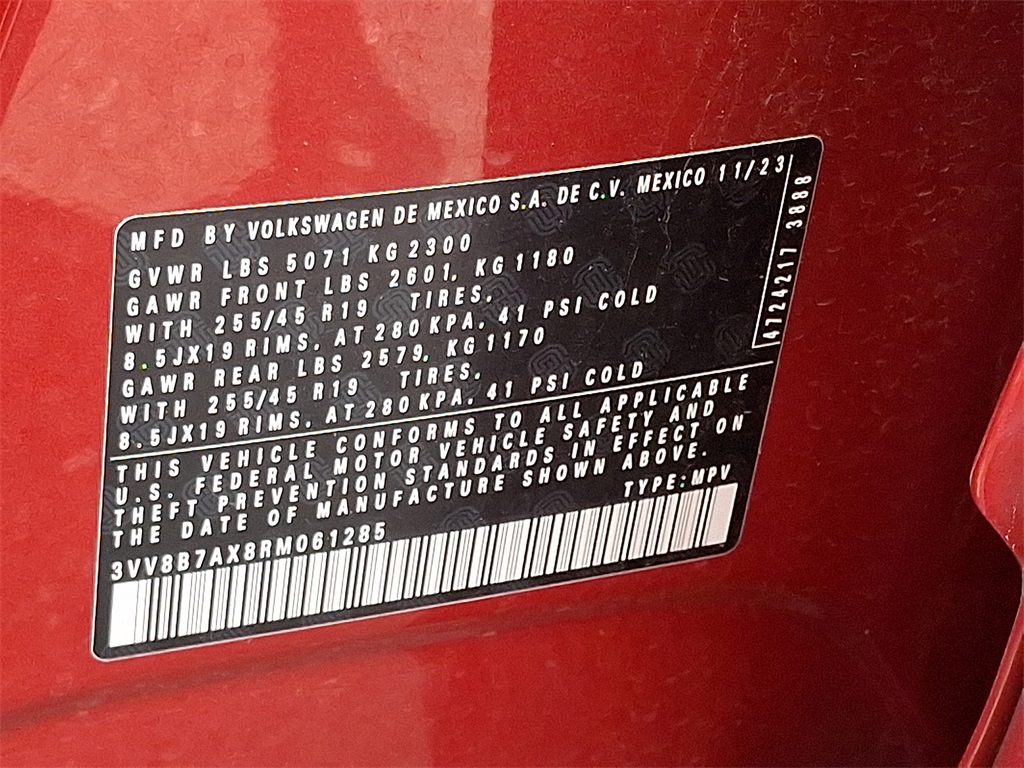 MFD BY VOLKSWAGEN DE MEXICO S.A. DE C.V. MEXICO 11/23
GVWR LBS 5071 KG 2300
GAWR FRONT LBS 2601, KG 1180
WITH 255/45 R19 TIRES,
8.5JX19 RIMS, AT 280 KPA, 41 PSI COLD
GAWR REAR LBS 2579, KG 1170
WITH 255/45 R19 TIRES,
8.5JX19 RIMS, AT 280 KPA, 41 PSI COLD
4724217 3888
THIS VEHICLE CONFORMS TO ALL APPLICABLE
U.S. FEDERAL MOTOR VEHICLE SAFETY AND
THEFT PREVENTION STANDARDS IN EFFECT ON
THE DATE OF MANUFACTURE SHOWN ABOVE.
3VV8B7AX8RM061285 TYPE:MPV